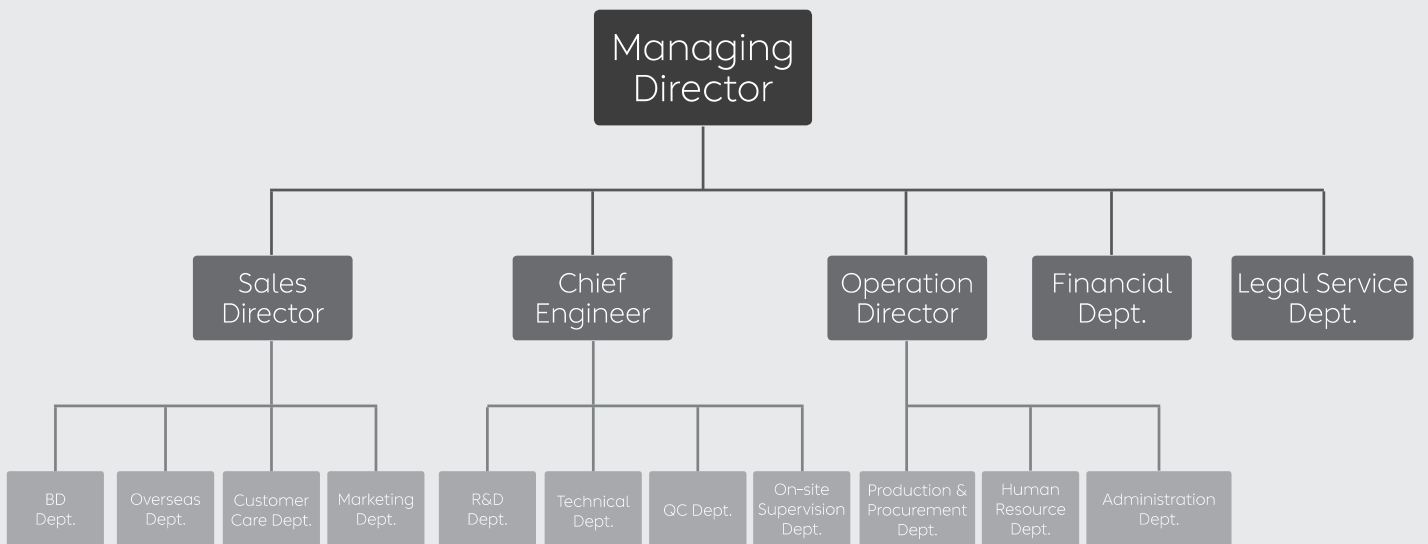 Managing
Director
Sales
Director
Chief
Engineer
Operation
Director
Financial
Dept.
Legal Service
Dept.
BD
Dept.
Overseas
Dept.
Customer
Care Dept.
Marketing
Dept.
R&D
Dept.
Technical
Dept.
QC Dept.
On-site
Supervision
Dept.
Production &
Procurement
Dept.
Human
Resource
Dept.
Administration
Dept.